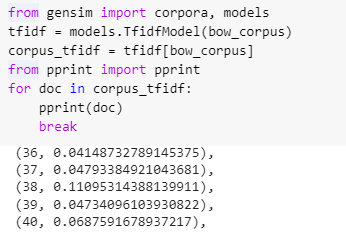 from gensim import corpora, models
tfidf = models.TfidfModel(bow_corpus)
corpus_tfidf = tfidf[bow_corpus]
from pprint import pprint
for doc in corpus_tfidf:
    pprint(doc)
    break
(36, 0.04148732789145375),
(37, 0.04793384921043681),
(38, 0.11095314388139911),
(39, 0.04734096103930822),
(40, 0.0687591678937217),